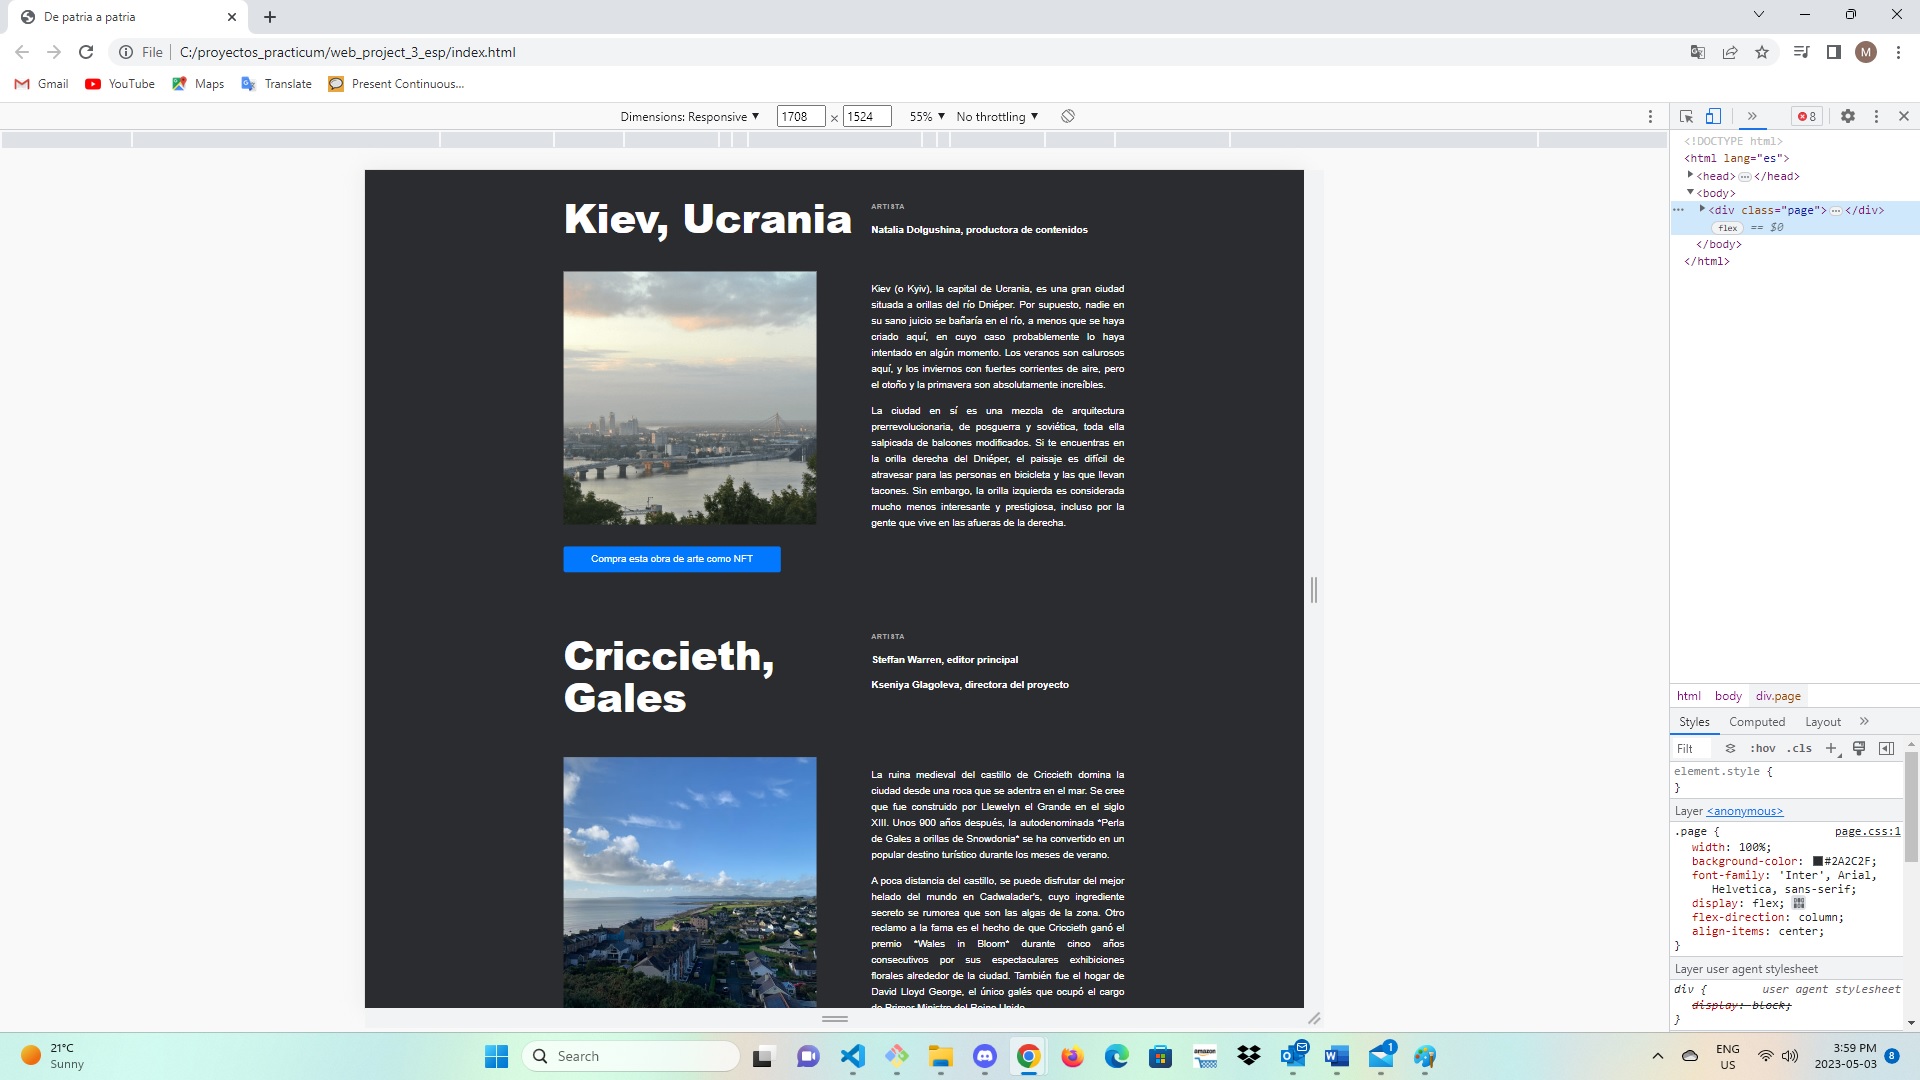 De patria a patria
File
C:/proyectos_practicum/web_project_3_esp/index.html
M
Gmail
YouTube
Maps
Translate
Present Continuous...
Dimensions: Responsive ▼
1708 × 1524
55% ▼
No throttling ▼
8
Kiev, Ucrania
ARTISTA
Natalia Dolgushina, productora de contenidos
Kiev (o Kyiv), la capital de Ucrania, es una gran ciudad
situada a orillas del río Dniéper. Por supuesto, nadie en
su sano juicio se bañaría en el río, a menos que se haya
criado aquí, en cuyo caso probablemente lo haya
intentado en algún momento. Los veranos son calurosos
aquí, y los inviernos con fuertes corrientes de aire, pero
el otoño y la primavera son absolutamente increíbles.
La ciudad en sí es una mezcla de arquitectura
prerrevolucionaria, de posguerra y soviética, toda ella
salpicada de balcones modificados. Si te encuentras en
la orilla derecha del Dniéper, el paisaje es difícil de
atravesar para las personas en bicicleta y las que llevan
tacones. Sin embargo, la orilla izquierda es considerada
mucho menos interesante y prestigiosa, incluso por la
gente que vive en las afueras de la derecha.
Compra esta obra de arte como NFT
Criccieth,
Gales
ARTISTA
Steffan Warren, editor principal
Kseniya Glagoleva, directora del proyecto
La ruina medieval del castillo de Criccieth domina la
ciudad desde una roca que se adentra en el mar. Se cree
que fue construido por Llewelyn el Grande en el siglo
XIII. Unos 900 años después, la autodenominada *Perla
de Gales a orillas de Snowdonia* se ha convertido en un
popular destino turístico durante los meses de verano.
A poca distancia del castillo, se puede disfrutar del mejor
helado del mundo en Cadwalader's, cuyo ingrediente
secreto se rumorea que son las algas de la zona. Otro
reclamo a la fama es el hecho de que Criccieth ganó el
premio *Wales in Bloom* durante cinco años
consecutivos por sus espectaculares exhibiciones
florales alrededor de la ciudad. También fue el hogar de
David Lloyd George, el único galés que ocupó el cargo
de Primer Ministro del Reino Unido.
<!DOCTYPE html>
<html lang="es">
<head>…</head>
<body>
<div class="page">…</div>
flex == $0
</body>
</html>
html body div.page
Styles Computed Layout
Filt :hov .cls
element.style {
}
Layer <anonymous>
.page { page.css:1
width: 100%;
background-color: #2A2C2F;
font-family: 'Inter', Arial,
Helvetica, sans-serif;
display: flex;
flex-direction: column;
align-items: center;
}
Layer user agent stylesheet
div { user agent stylesheet
display: block;
}
21°C
Sunny
Search
amazon
1
ENG
US
3:59 PM
2023-05-03
8